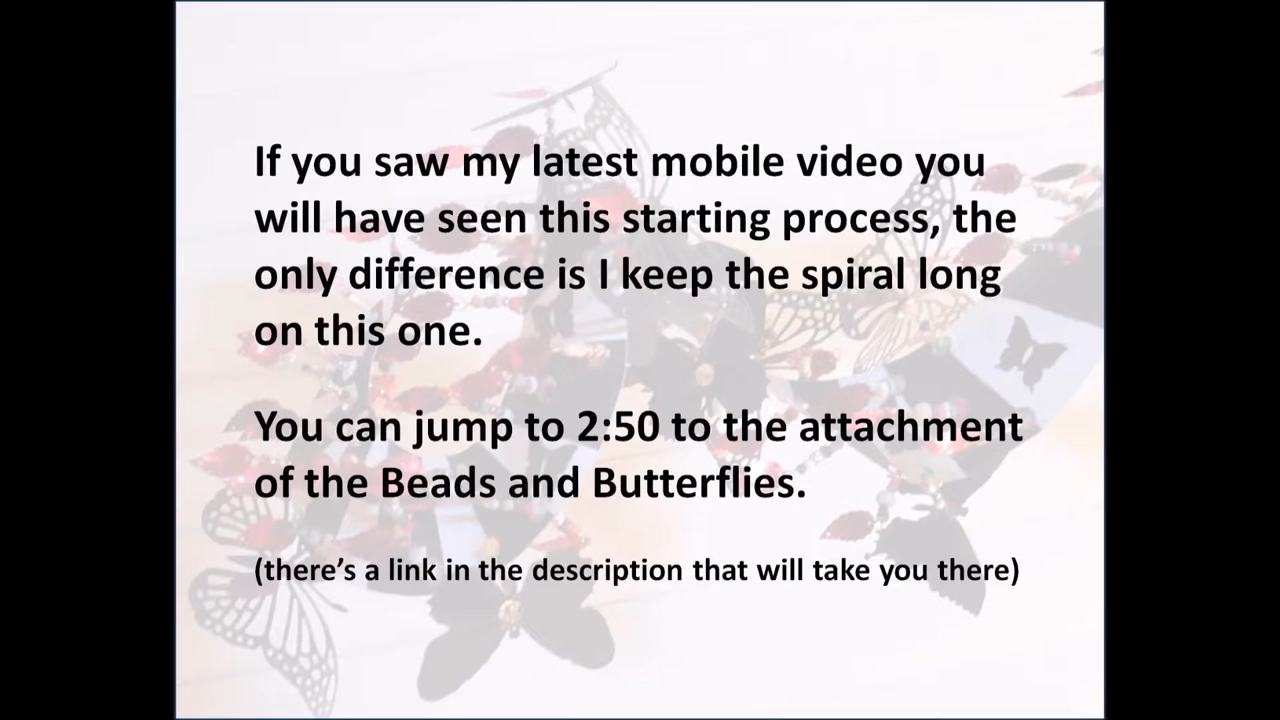 If you saw my latest mobile video you
will have seen this starting process, the
only difference is I keep the spiral long
on this one.
You can jump to 2:50 to the attachment
of the Beads and Butterflies.
(there’s a link in the description that will take you there)